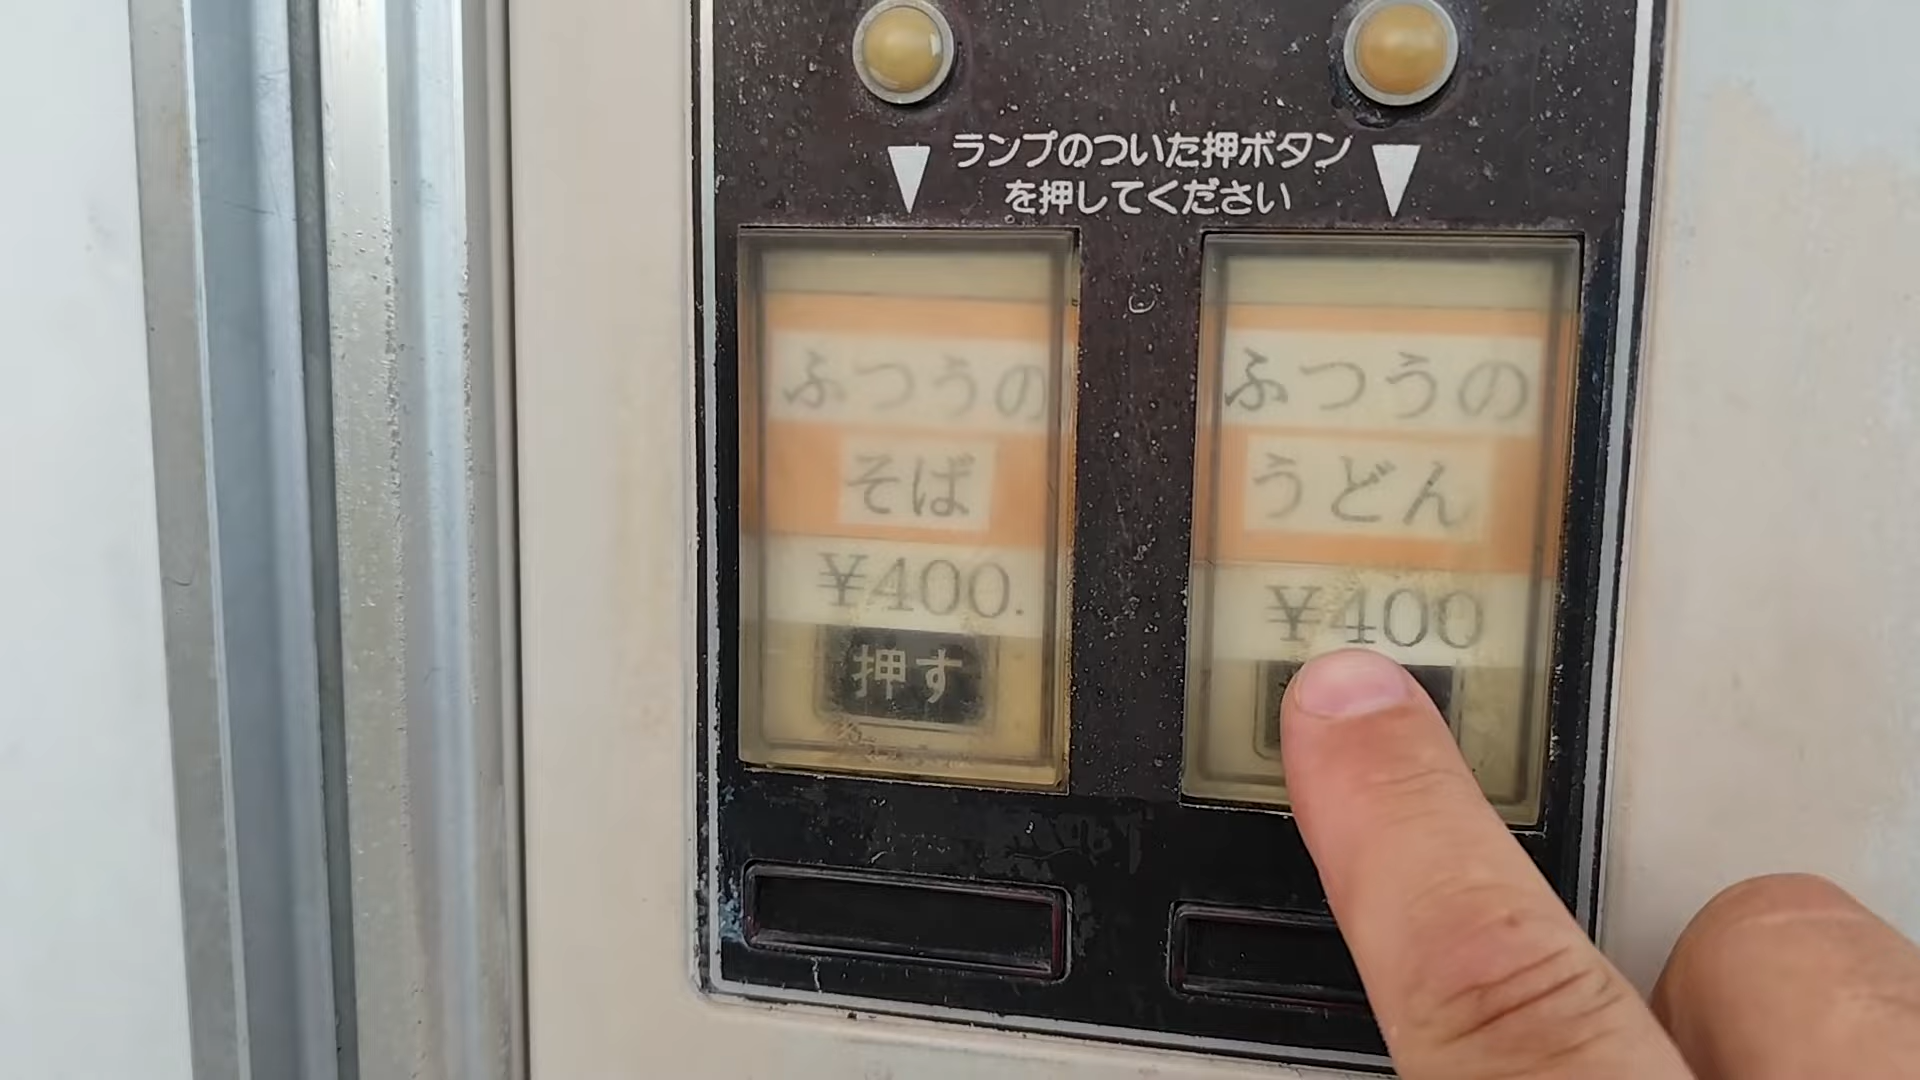 ランプのついた押ボタン
を押してください
ふつうの
そば
¥400.
押す
ふつうの
うどん
¥400